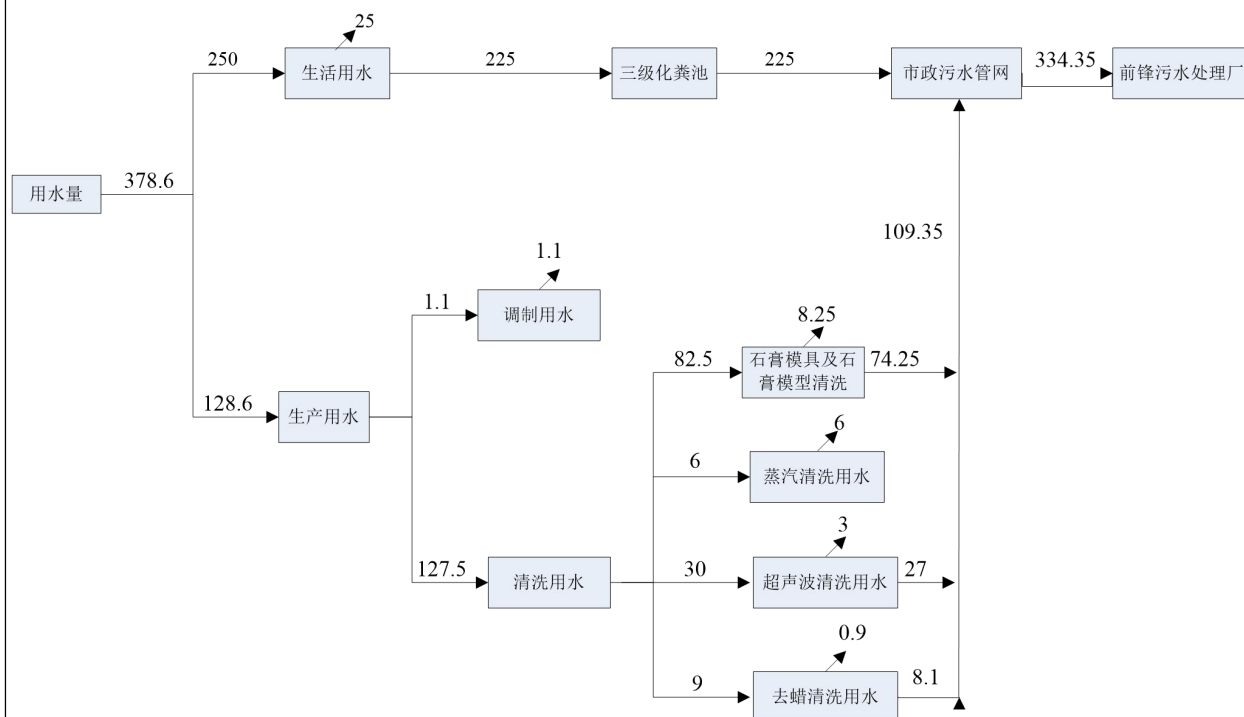 25
250
生活用水
225
三级化粪池
225
市政污水管网
334.35
前锋污水处理厂
用水量
378.6
109.35
1.1
1.1
调制用水
8.25
82.5
石膏模具及石
膏模型清洗
74.25
128.6
生产用水
6
6
蒸汽清洗用水
3
127.5
清洗用水
30
超声波清洗用水
27
0.9
9
去蜡清洗用水
8.1